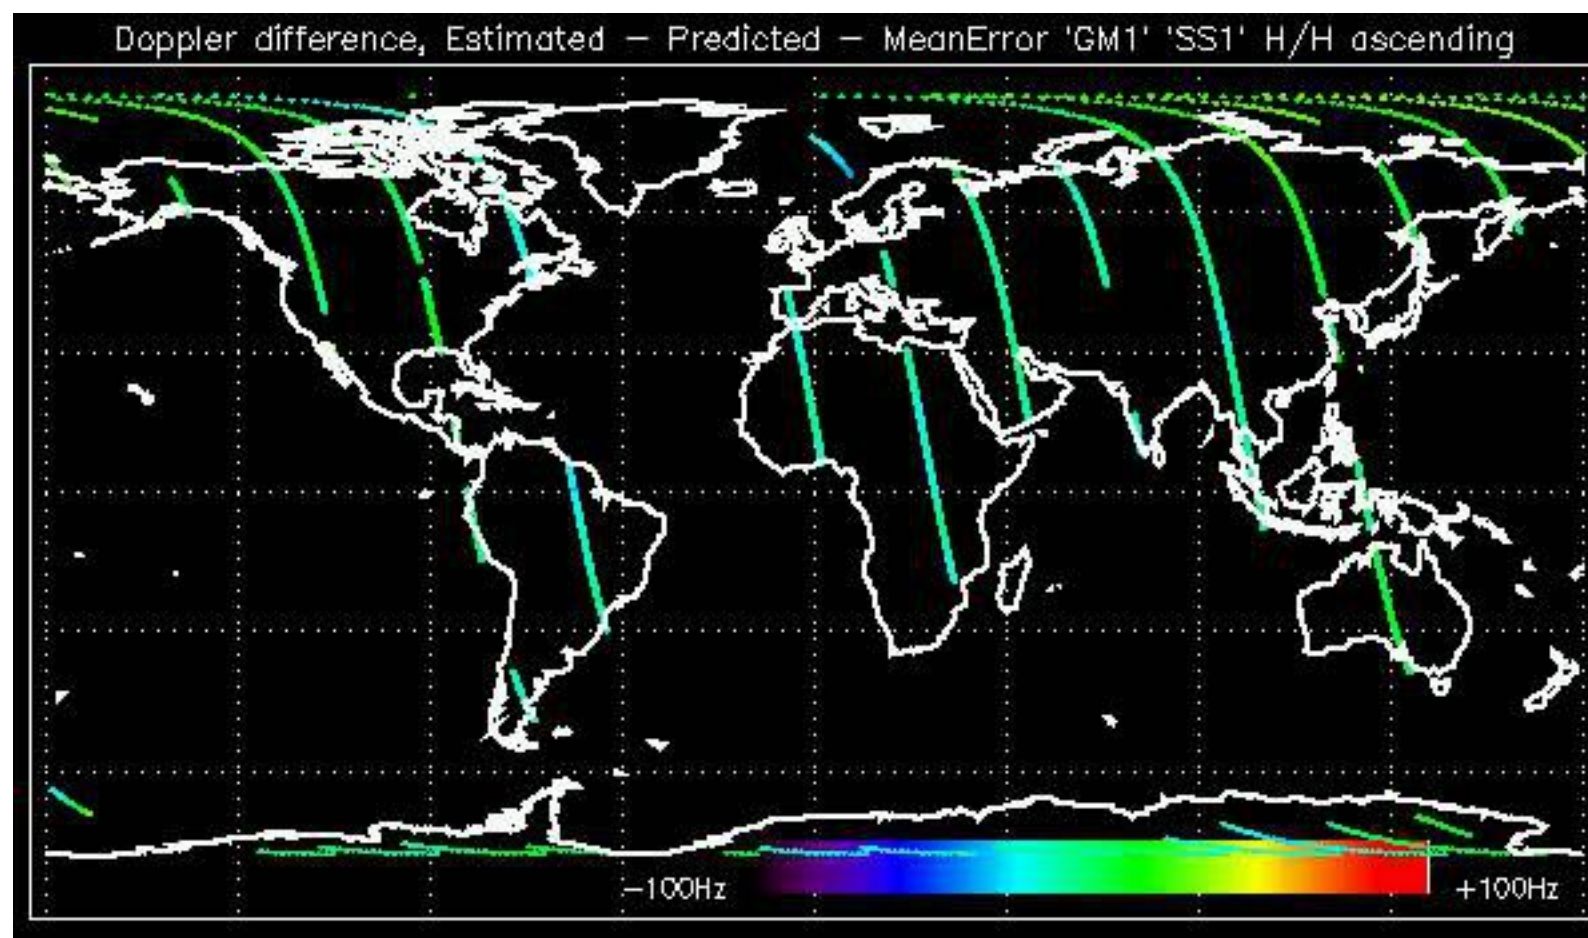 Doppler difference, Estimated – Predicted – MeanError 'GM1' 'SS1' H/H ascending
–100Hz +100Hz